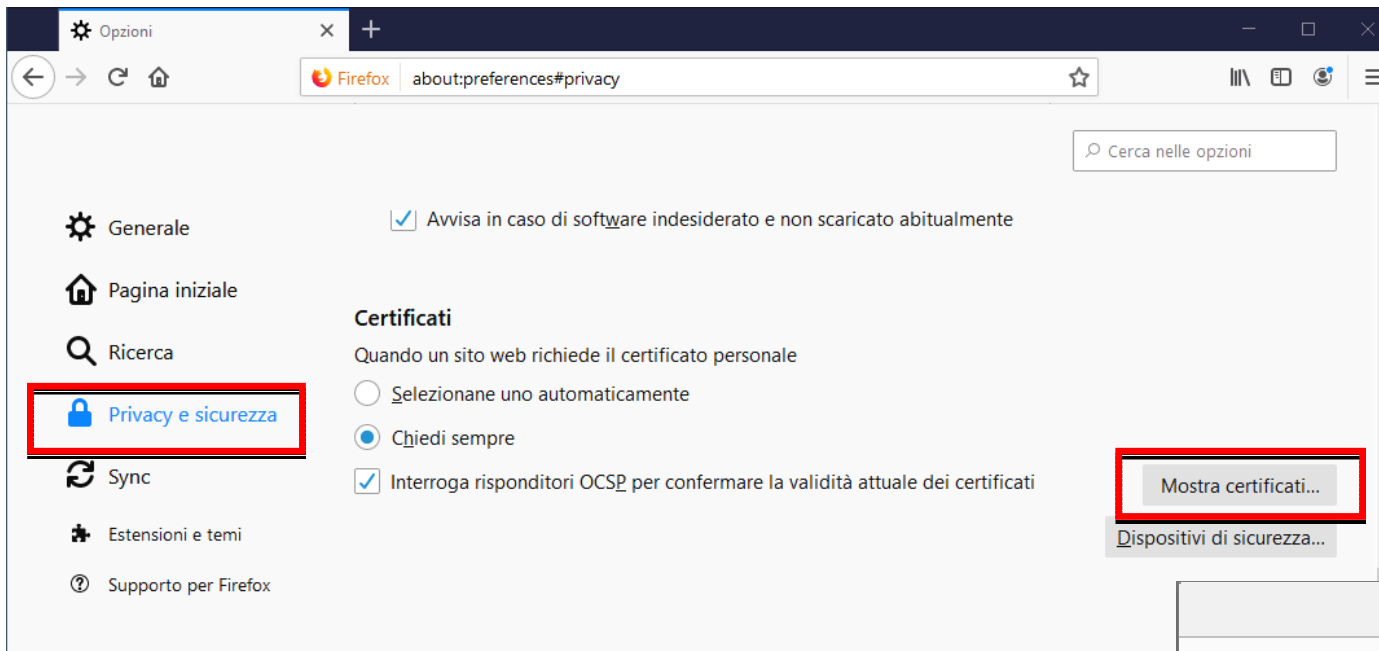 Opzioni
Firefox about:preferences#privacy
Cerca nelle opzioni
Generale
Pagina iniziale
Ricerca
Privacy e sicurezza
Sync
Estensioni e temi
Supporto per Firefox
Avvisa in caso di software indesiderato e non scaricato abitualmente
Certificati
Quando un sito web richiede il certificato personale
Selezionane uno automaticamente
Chiedi sempre
Interroga risponditori OCSP per confermare la validità attuale dei certificati
Mostra certificati...
Dispositivi di sicurezza...